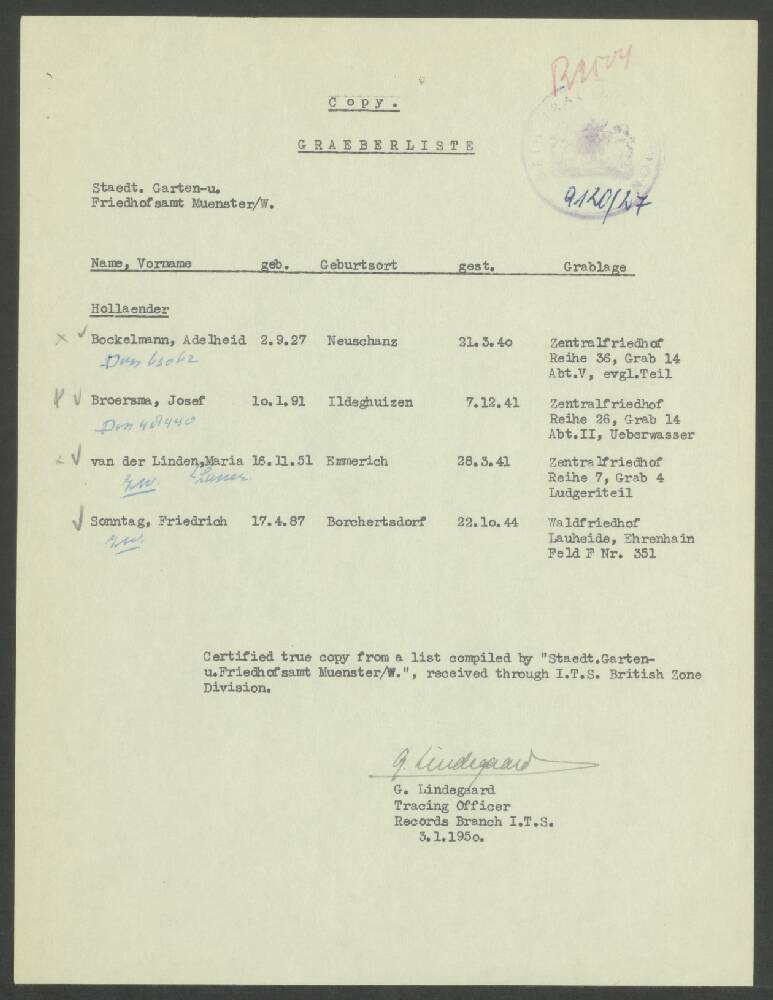 Copy.
GRAEBERLISTE
9120/27
Staedt. Garten-u.
Friedhofsamt Muenster/W.
Name, Vorname geb. Geburtsort gest. Grablage
Hollaender
x ✓ Bockelmann, Adelheid 2.9.27 Neuschanz 21.3.40 Zentralfriedhof
Reihe 36, Grab 14
Abt.V, evgl.Teil
✓ Broersma, Josef 10.1.91 Ildeghuizen 7.12.41 Zentralfriedhof
Reihe 26, Grab 14
Abt.II, Ueberwasser
✓ van der Linden,Maria 16.11.51 Emmerich 28.3.41 Zentralfriedhof
Reihe 7, Grab 4
Ludgeriteil
✓ Sonntag, Friedrich 17.4.87 Borchertsdorf 22.10.44 Waldfriedhof
Lauheide, Ehrenhain
Feld F Nr. 351
Certified true copy from a list compiled by "Staedt.Garten-
u.Friedhofsamt Muenster/W.", received through I.T.S. British Zone
Division.
G. Lindegaard
G. Lindegaard
Tracing Officer
Records Branch I.T.S.
3.1.1950.